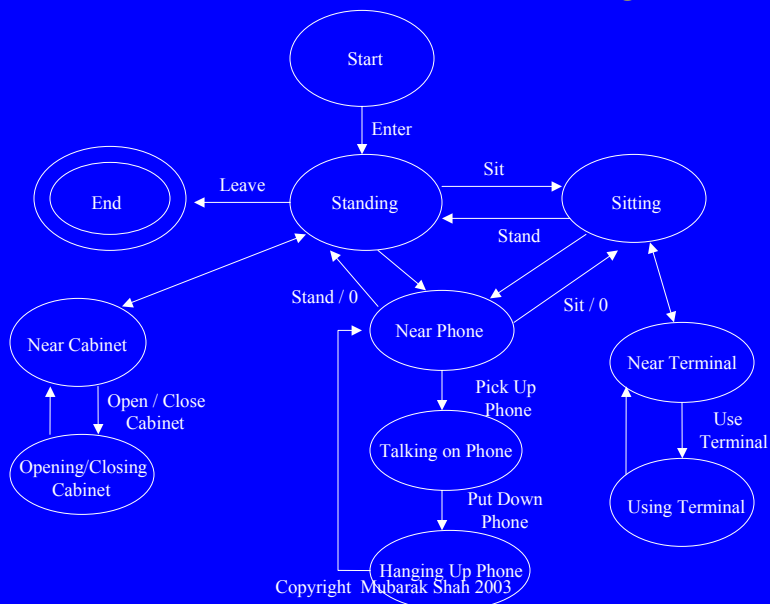 Start
Enter
Sit
Leave
End
Standing
Sitting
Stand
Stand / 0
Sit / 0
Near Cabinet
Near Phone
Near Terminal
Open / Close
Cabinet
Pick Up
Phone
Use
Terminal
Opening/Closing
Cabinet
Talking on Phone
Put Down
Phone
Using Terminal
Hanging Up Phone
Copyright Mubarak Shah 2003